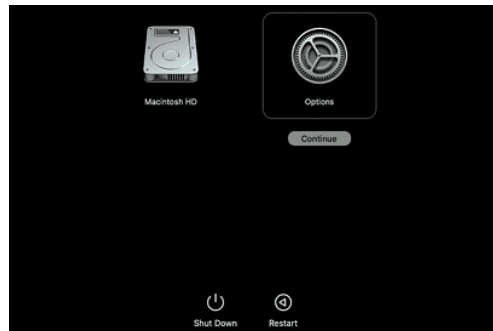 Macintosh HD
Options
Continue
Shut Down
Restart